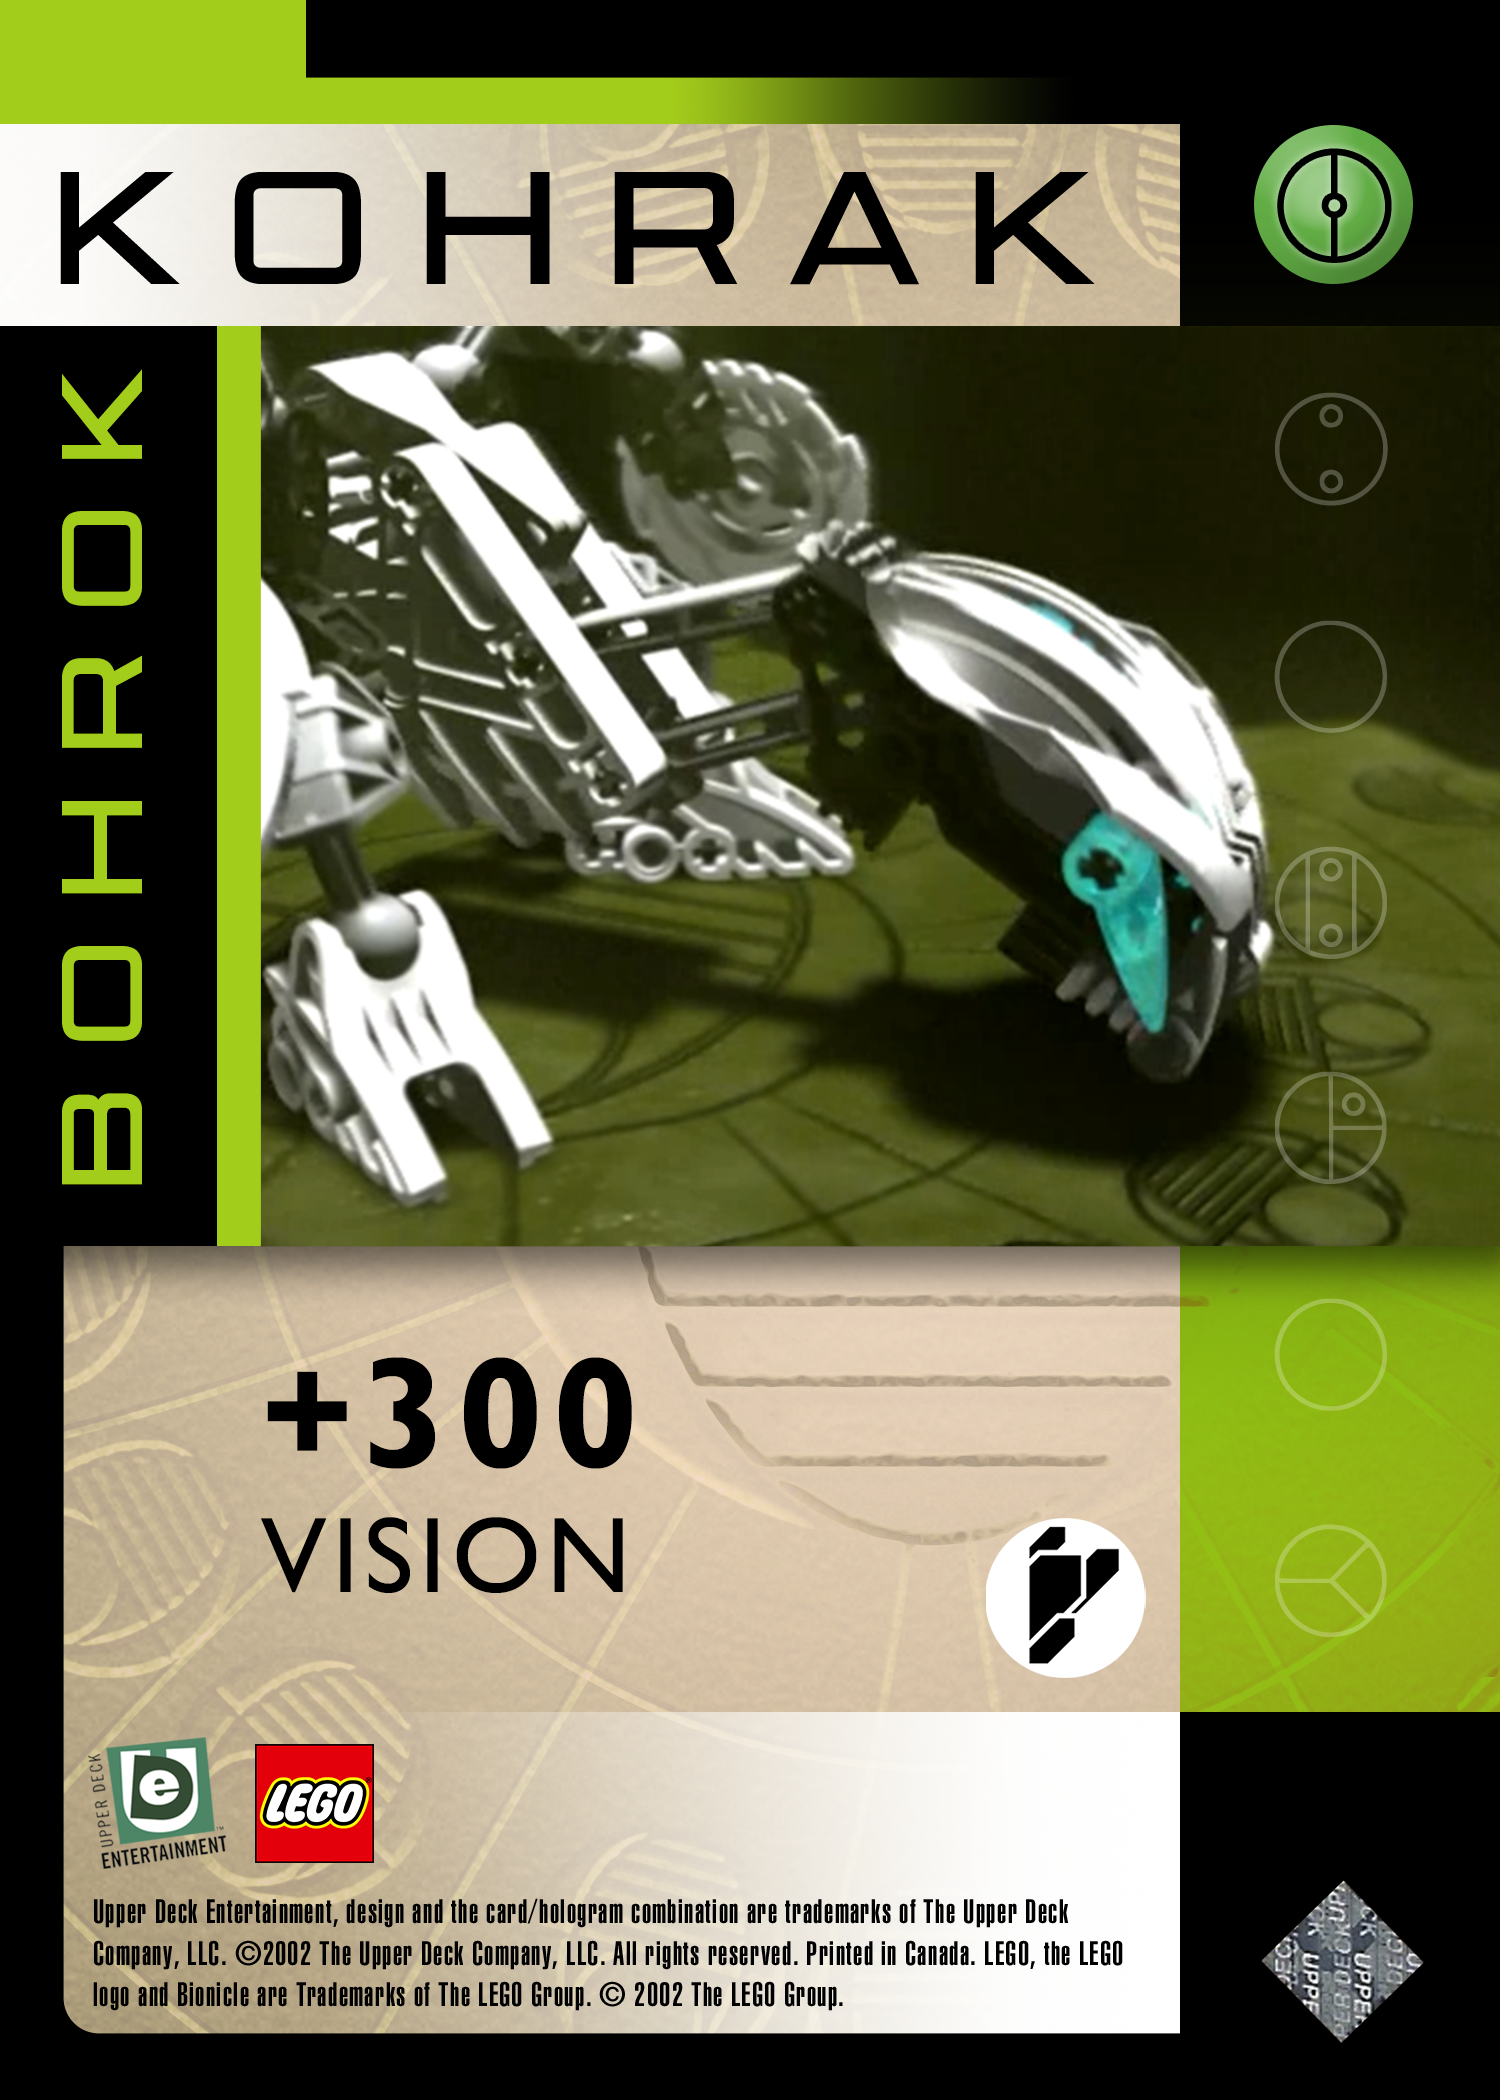 KOHRAK
BOHROK
+300
VISION
UPPER DECK
ENTERTAINMENT
LEGO
Upper Deck Entertainment, design and the card/hologram combination are trademarks of The Upper Deck
Company, LLC. ©2002 The Upper Deck Company, LLC. All rights reserved. Printed in Canada. LEGO, the LEGO
logo and Bionicle are Trademarks of The LEGO Group. © 2002 The LEGO Group.